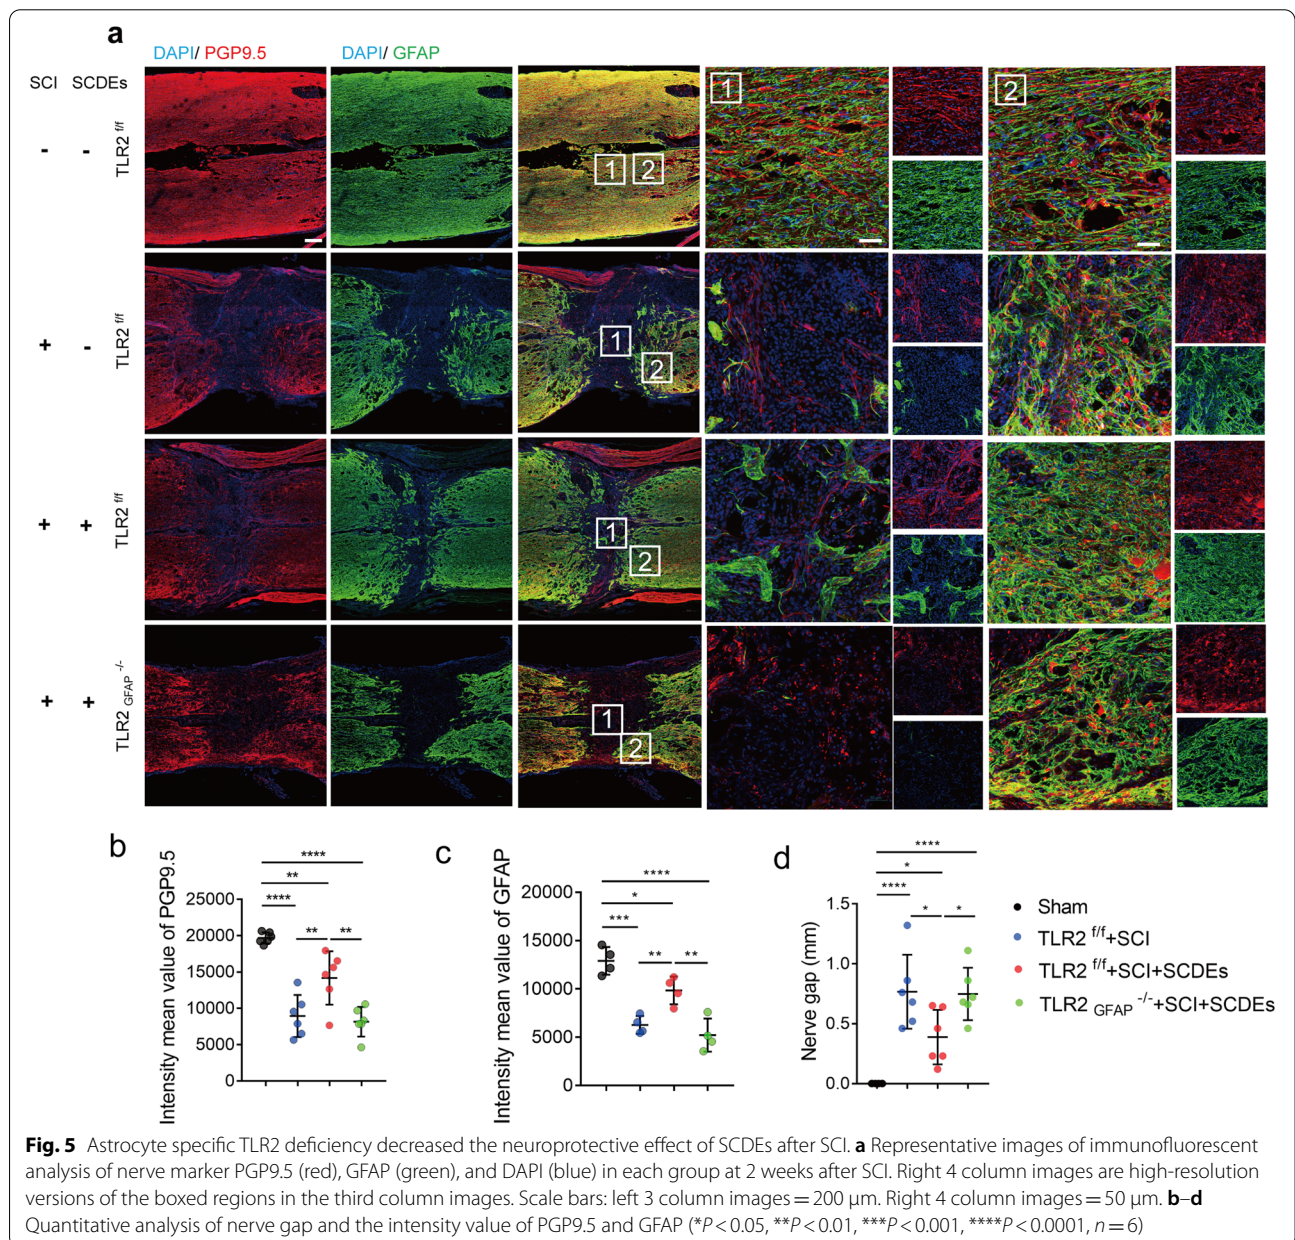 a
DAPI/ PGP9.5 DAPI/ GFAP
SCI SCDEs
- - TLR2 f/f
1 2
1
2
+ - TLR2 f/f
1
2
+ + TLR2 f/f
1
2
+ + TLR2 GFAP -/-
1
2
b
Intensity mean value of PGP9.5
25000
20000
15000
10000
5000
0
****
**
****
** **
c
Intensity mean value of GFAP
20000
15000
10000
5000
0
****
*
***
** **
d
Nerve gap (mm)
1.5
1.0
0.5
0.0
****
*
****
* *
Sham
TLR2 f/f+SCI
TLR2 f/f+SCI+SCDEs
TLR2 GFAP -/-+SCI+SCDEs
Fig. 5 Astrocyte specific TLR2 deficiency decreased the neuroprotective effect of SCDEs after SCI. a Representative images of immunofluorescent
analysis of nerve marker PGP9.5 (red), GFAP (green), and DAPI (blue) in each group at 2 weeks after SCI. Right 4 column images are high-resolution
versions of the boxed regions in the third column images. Scale bars: left 3 column images = 200 μm. Right 4 column images = 50 μm. b–d
Quantitative analysis of nerve gap and the intensity value of PGP9.5 and GFAP (*P < 0.05, **P < 0.01, ***P < 0.001, ****P < 0.0001, n = 6)